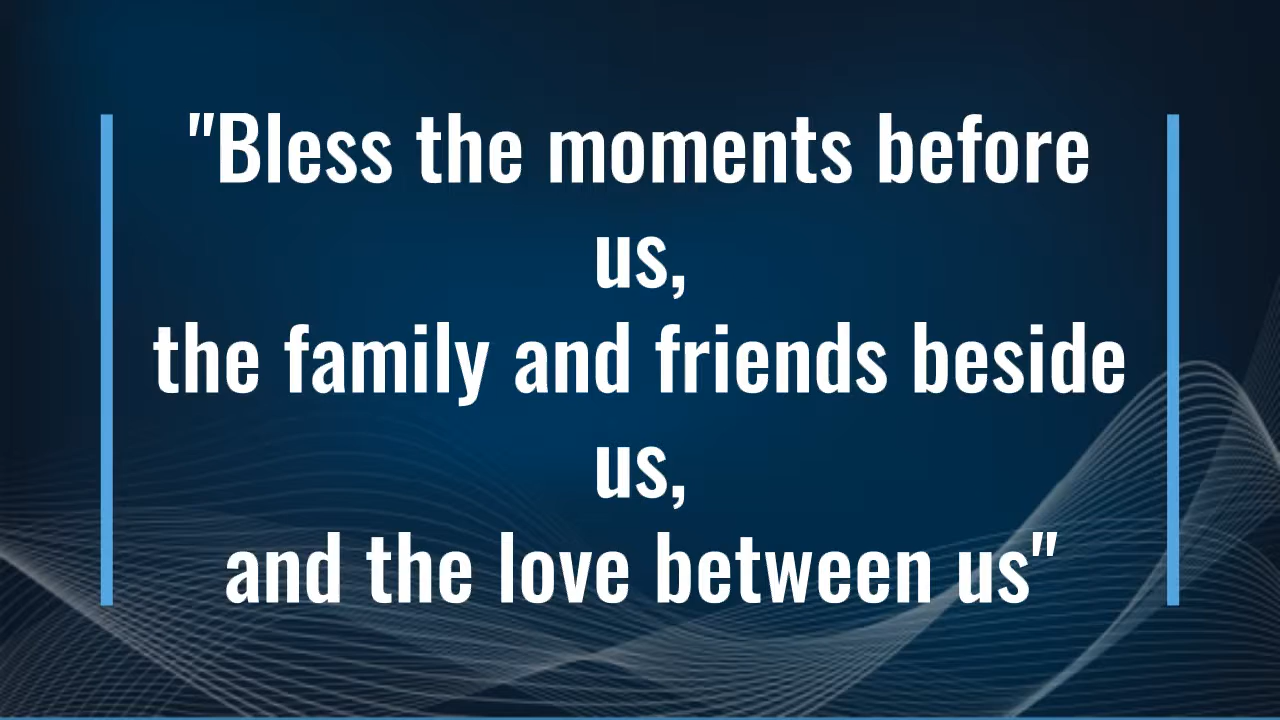 "Bless the moments before
us,
the family and friends beside
us,
and the love between us"